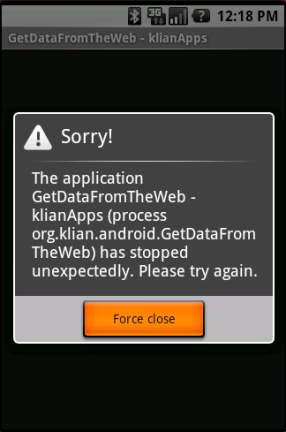 3G 12:18 PM
GetDataFromTheWeb - klianApps
Sorry!
The application
GetDataFromTheWeb -
klianApps (process
org.klian.android.GetDataFrom
TheWeb) has stopped
unexpectedly. Please try again.
Force close